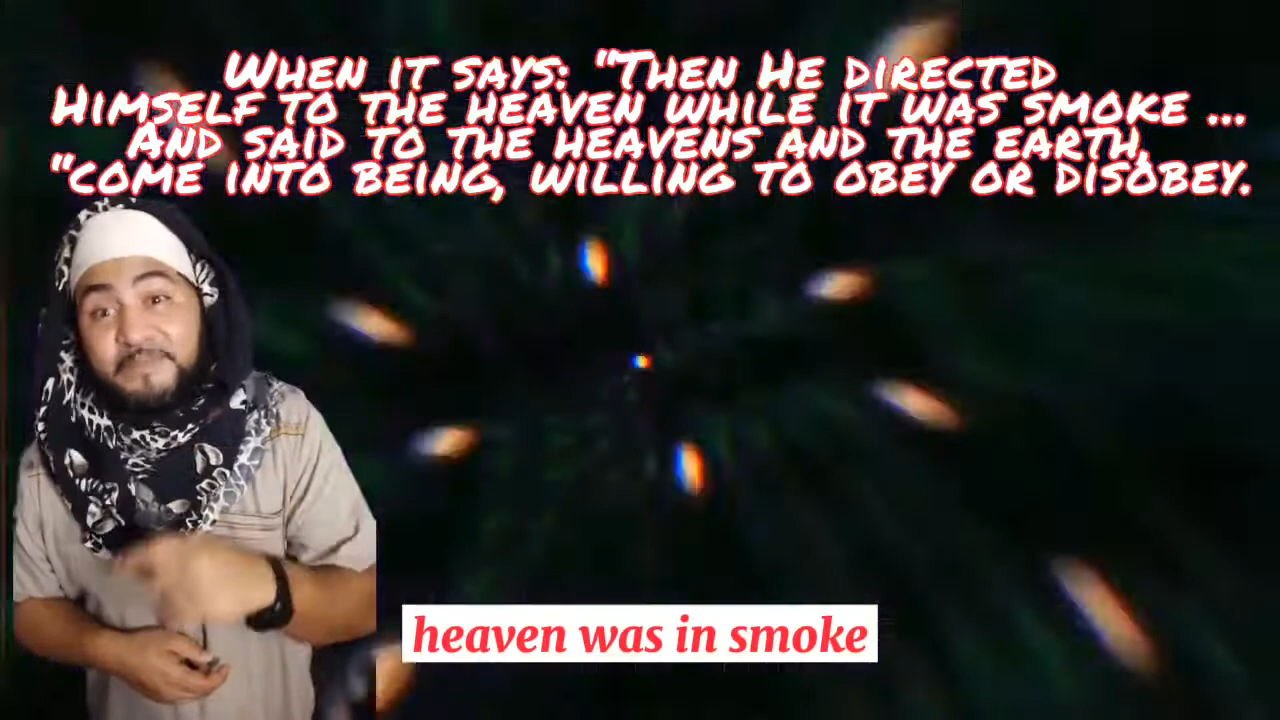 When it says: "Then He directed
Himself to the heaven while it was smoke ...
And said to the heavens and the earth,
"come into being, willing to obey or disobey.
heaven was in smoke